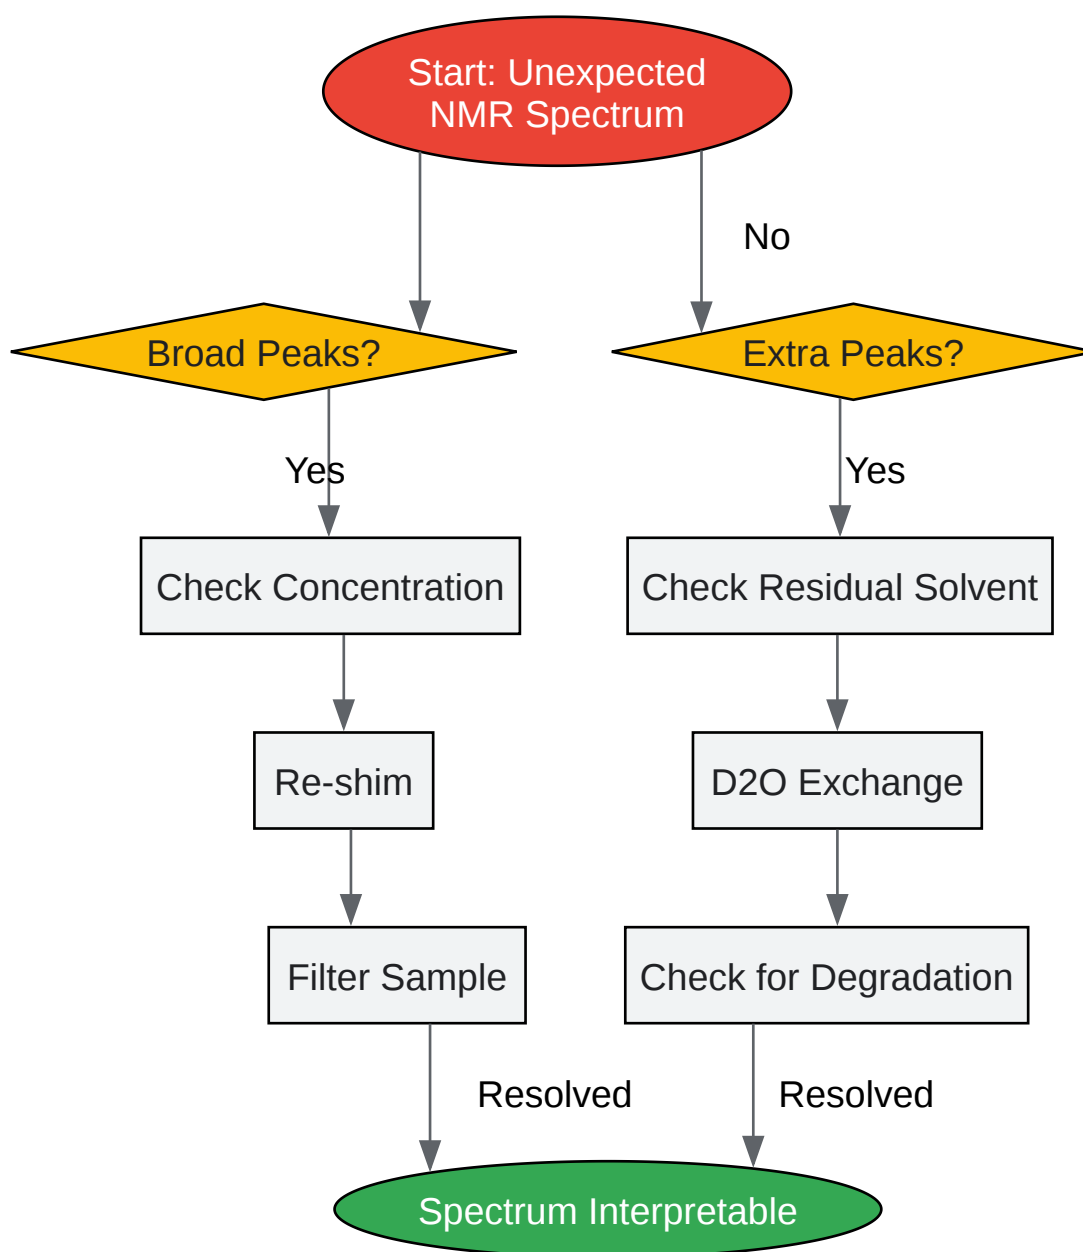 Start: Unexpected
NMR Spectrum
No
Broad Peaks?
Extra Peaks?
Yes
Yes
Check Concentration
Check Residual Solvent
Re-shim
D2O Exchange
Filter Sample
Check for Degradation
Resolved
Resolved
Spectrum Interpretable